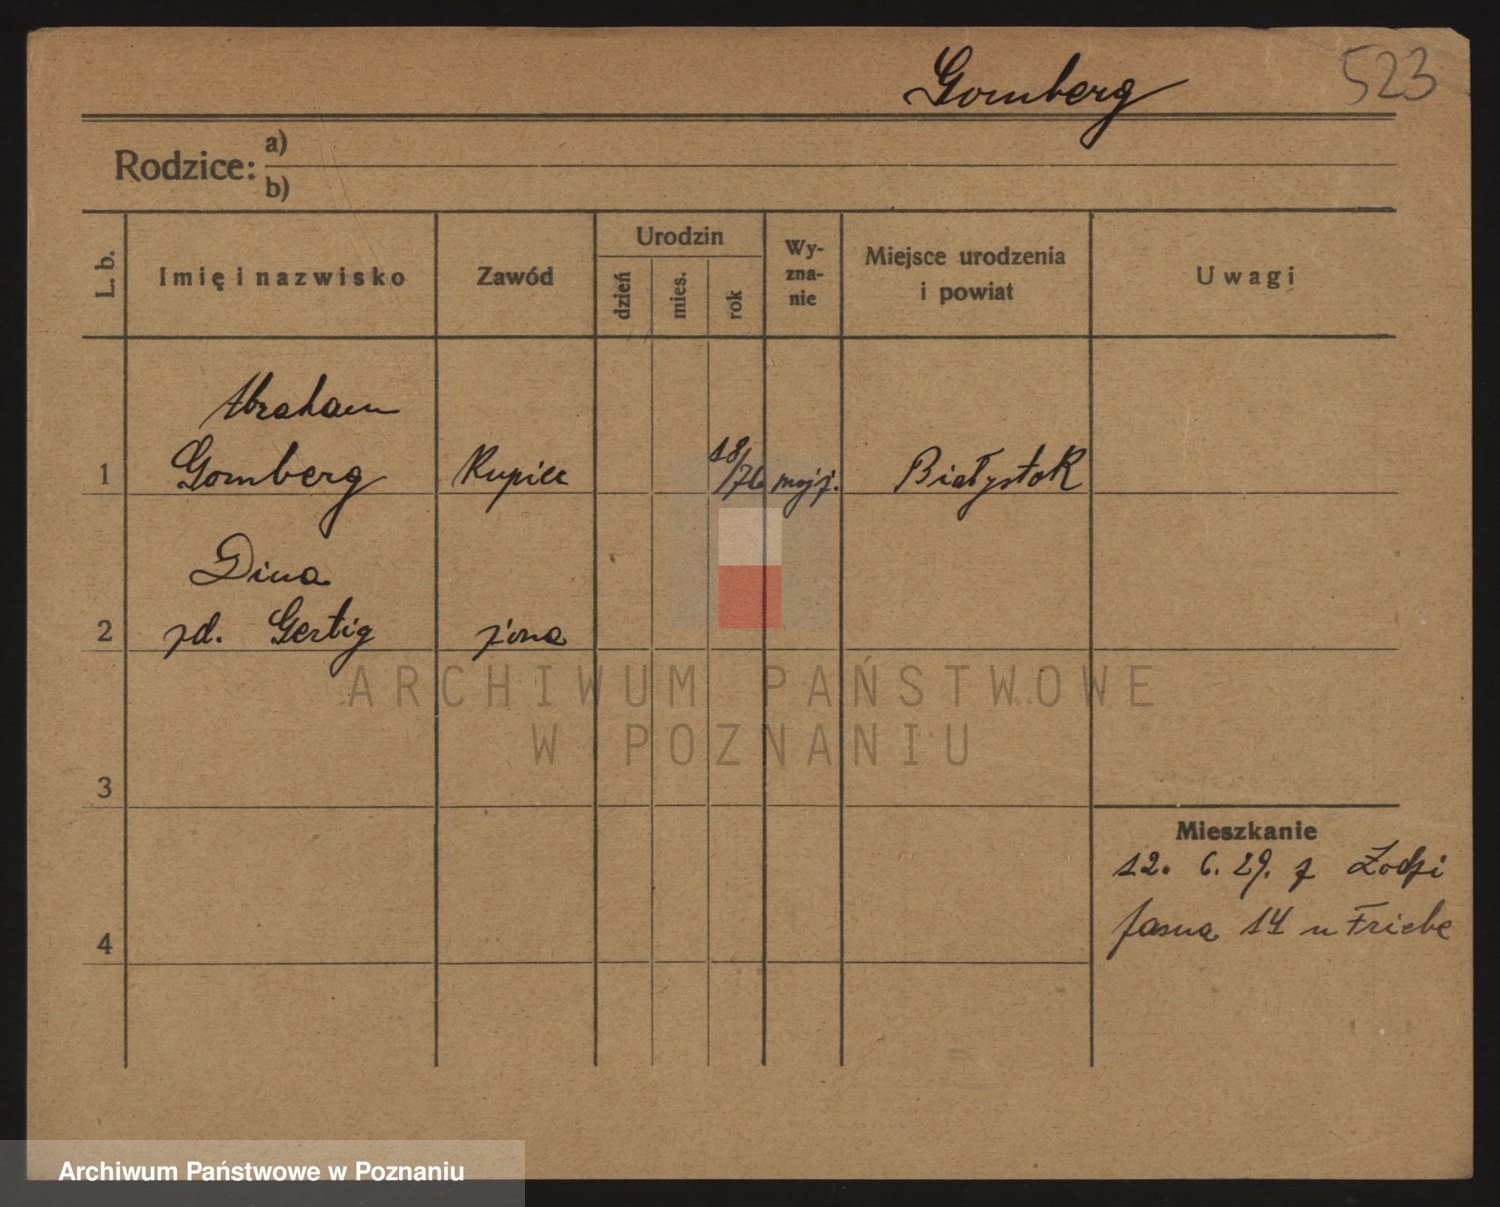 Gomberg 523
Rodzice: a)
b)
L. b. Imię i nazwisko Zawód Urodzin dzień mies. rok Wy-zna-nie Miejsce urodzenia i powiat Uwagi
Abraham
1 Gomberg Kupiec 18/76 mojż. Białystok
Dina
2 zd. Gertig żona
ARCHIWUM PAŃSTWOWE
W POZNANIU
3
Mieszkanie
12. 6. 29. z Łodzi
Jasna 14 u Friebe
4
Archiwum Państwowe w Poznaniu